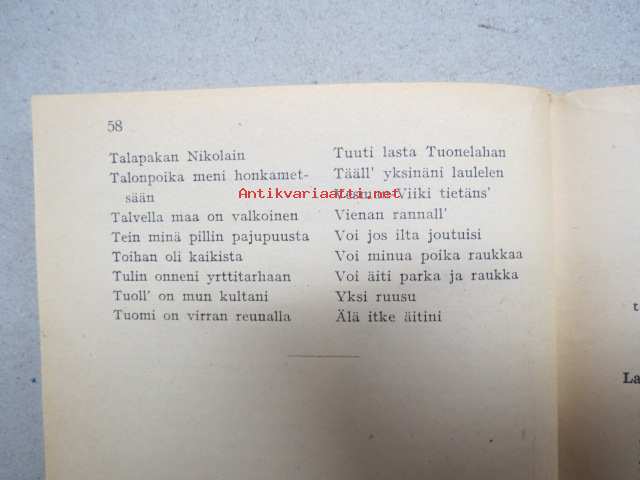 58
Talapakan Nikolain
Talonpoika meni honkamet-
sään
Talvella maa on valkoinen
Tein minä pillin pajupuusta
Toihan oli kaikista
Tulin onneni yrttitarhaan
Tuoll' on mun kultani
Tuomi on virran reunalla
Tuuti lasta Tuonelahan
Tääll' yksinäni laulelen
Viiki tietäns'
Vienan rannall'
Voi jos ilta joutuisi
Voi minua poika raukkaa
Voi äiti parka ja raukka
Yksi ruusu
Älä itke äitini
Antikvariaatti.net
t
La